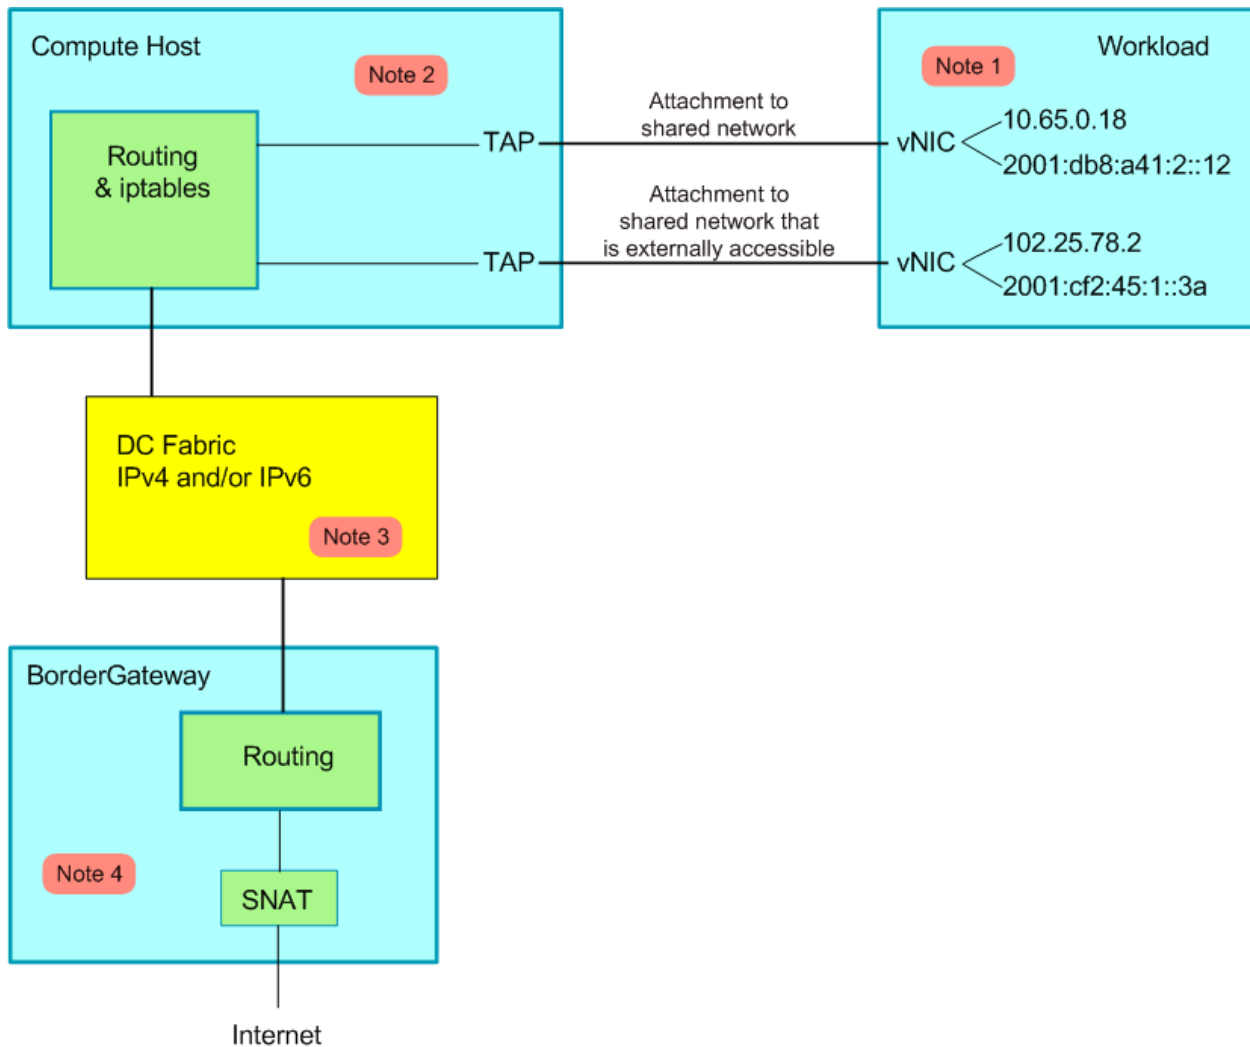 Compute Host
Note 2
Routing
& iptables
TAP
TAP
Attachment to
shared network
Attachment to
shared network that
is externally accessible
Note 1
Workload
vNIC
10.65.0.18
2001:db8:a41:2::12
vNIC
102.25.78.2
2001:cf2:45:1::3a
DC Fabric
IPv4 and/or IPv6
Note 3
BorderGateway
Routing
Note 4
SNAT
Internet